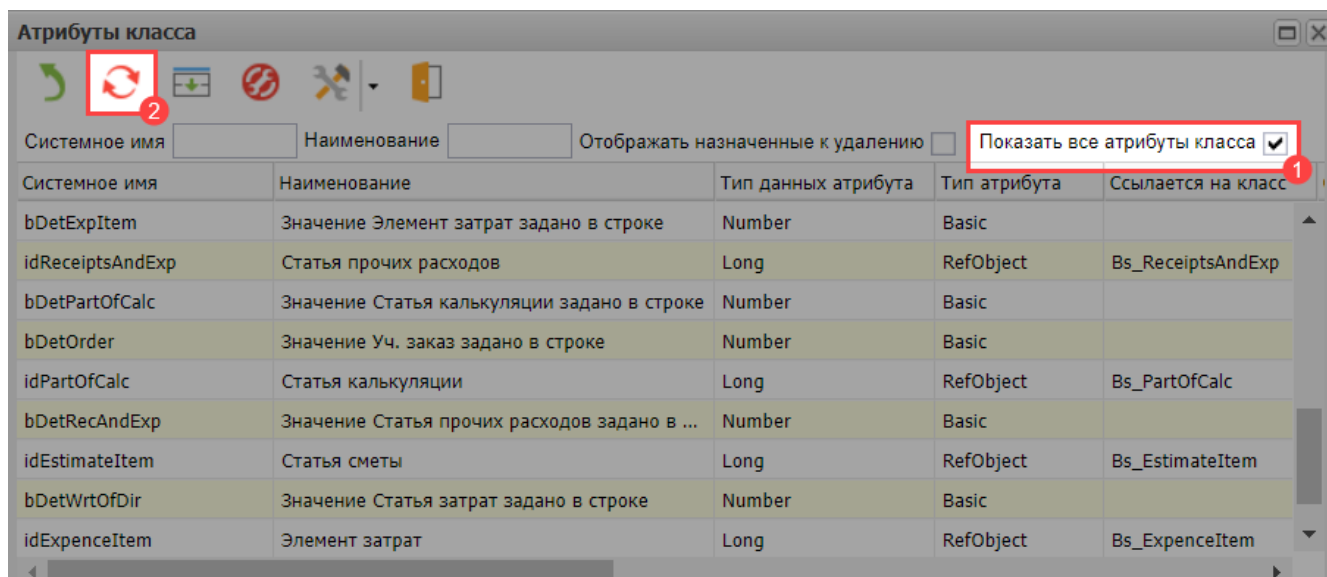 Атрибуты класса
2
Системное имя Наименование Отображать назначенные к удалению Показать все атрибуты класса
1
Системное имя Наименование Тип данных атрибута Тип атрибута Ссылается на класс
bDetExpItem Значение Элемент затрат задано в строке Number Basic
idReceiptsAndExp Статья прочих расходов Long RefObject Bs_ReceiptsAndExp
bDetPartOfCalc Значение Статья калькуляции задано в строке Number Basic
bDetOrder Значение Уч. заказ задано в строке Number Basic
idPartOfCalc Статья калькуляции Long RefObject Bs_PartOfCalc
bDetRecAndExp Значение Статья прочих расходов задано в ... Number Basic
idEstimateItem Статья сметы Long RefObject Bs_EstimateItem
bDetWrtOfDir Значение Статья затрат задано в строке Number Basic
idExpenceItem Элемент затрат Long RefObject Bs_ExpenceItem